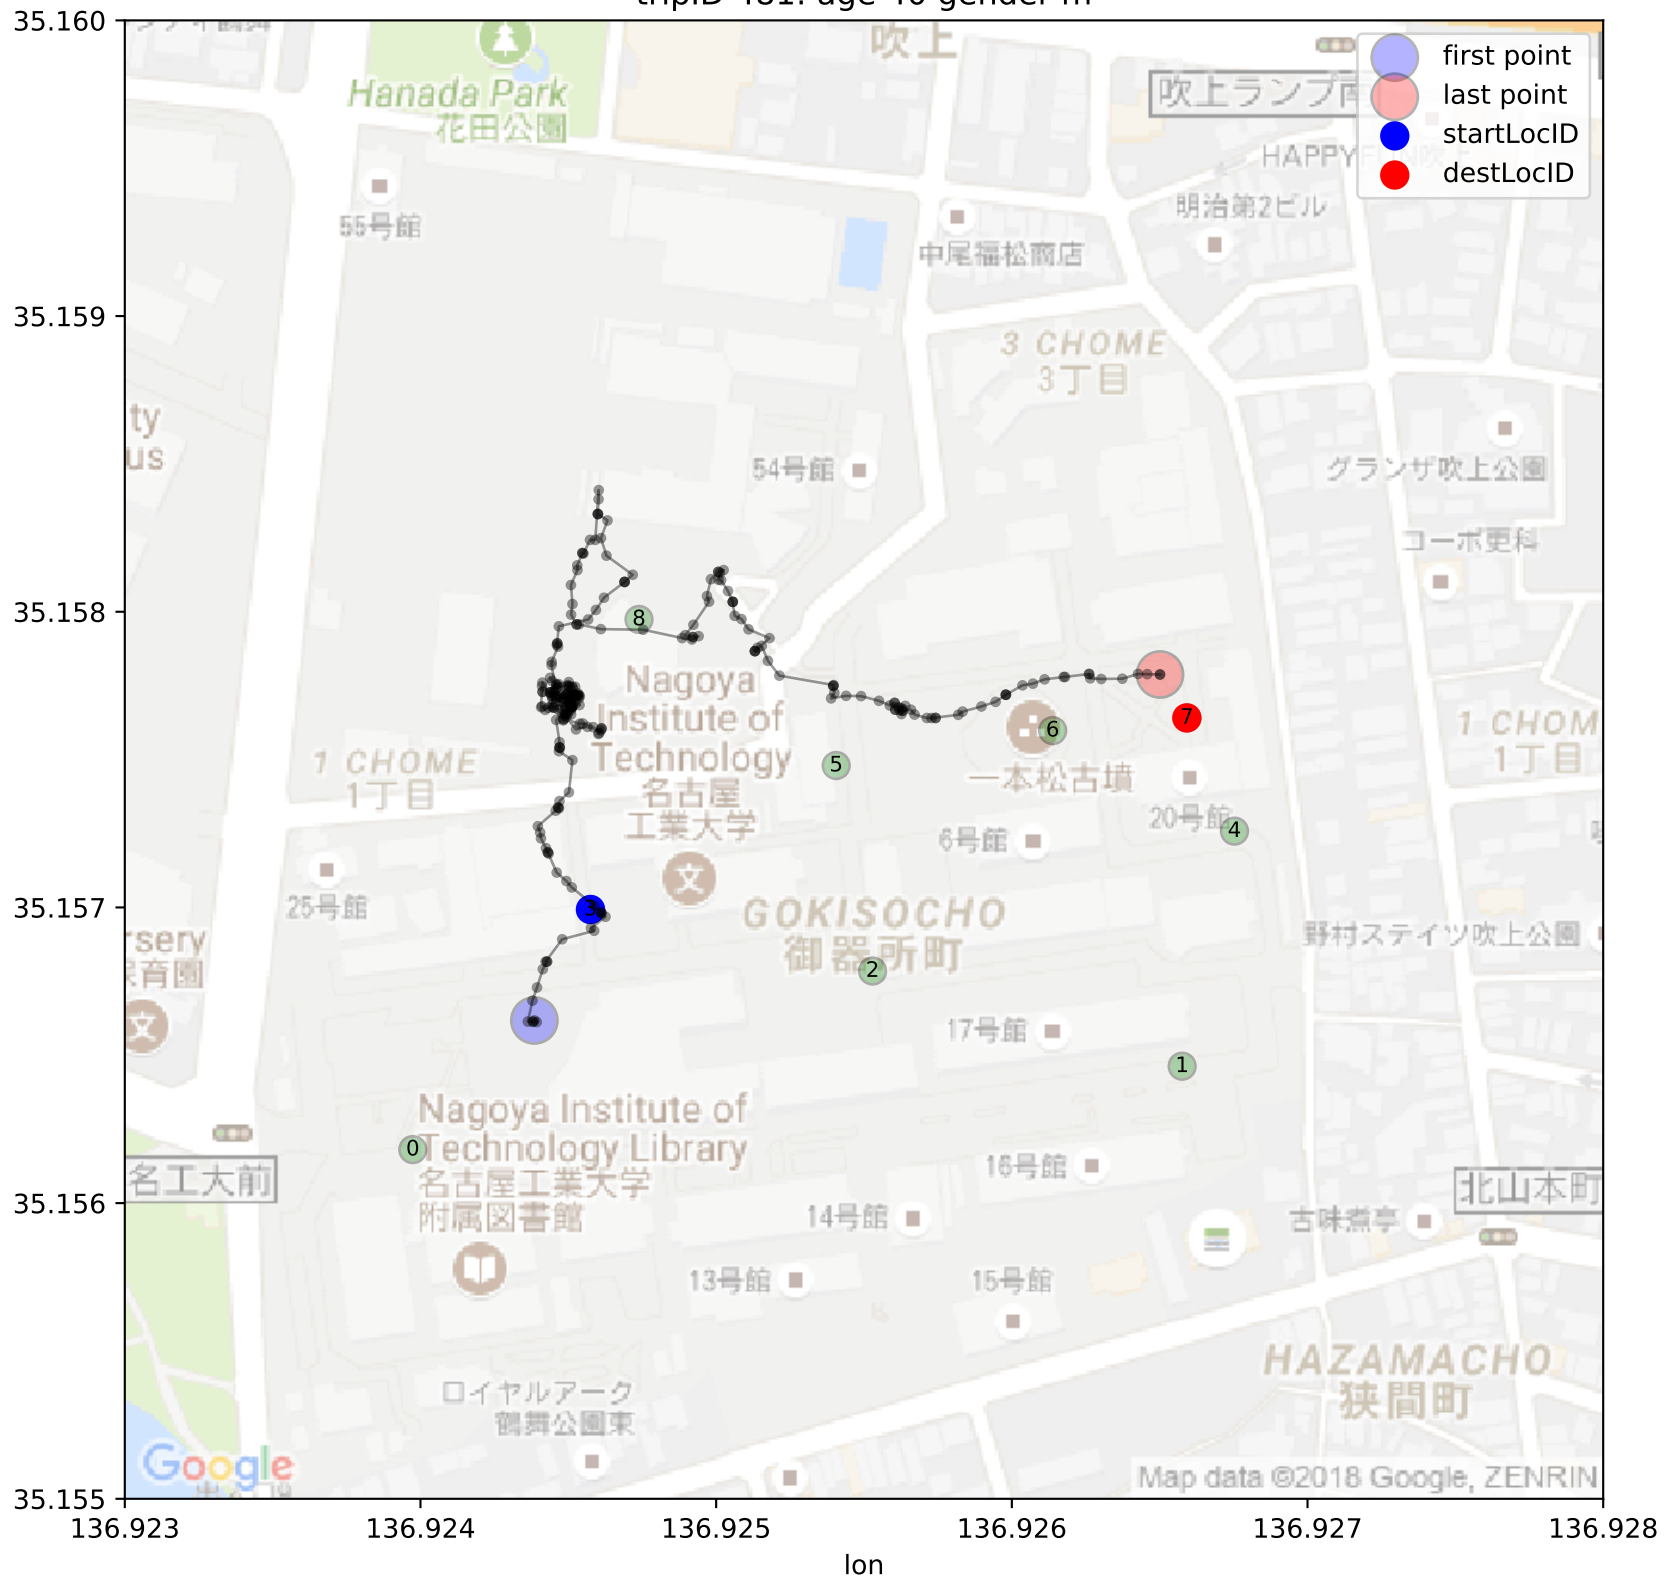 35.160
吹上
first point
last point
startLocID
destLocID
Hanada Park
花田公園
吹上ランプ南
HAPPY
明治第2ビル
55号館
中尾福松商店
35.159
3 CHOME
3丁目
ty
us
54号館
グランザ吹上公園
コーポ更科
35.158
8
Nagoya
Institute of
Technology
名古屋
工業大学
7
6
5
1 CHOM
1丁目
1 CHOME
1丁目
一本松古墳
20号館
4
6号館
25号館
35.157
3
GOKISOCHO
御器所町
野村ステイツ吹上公園
rsery
保育園
2
17号館
1
Nagoya Institute of
Technology Library
名古屋工業大学
附属図書館
0
名工大前
16号館
北山本町
35.156
14号館
古味煮亭
13号館
15号館
HAZAMACHO
狭間町
ロイヤルアーク
鶴舞公園東
Google
Map data ©2018 Google, ZENRIN
35.155
136.923
136.924
136.925
136.926
136.927
136.928
lon